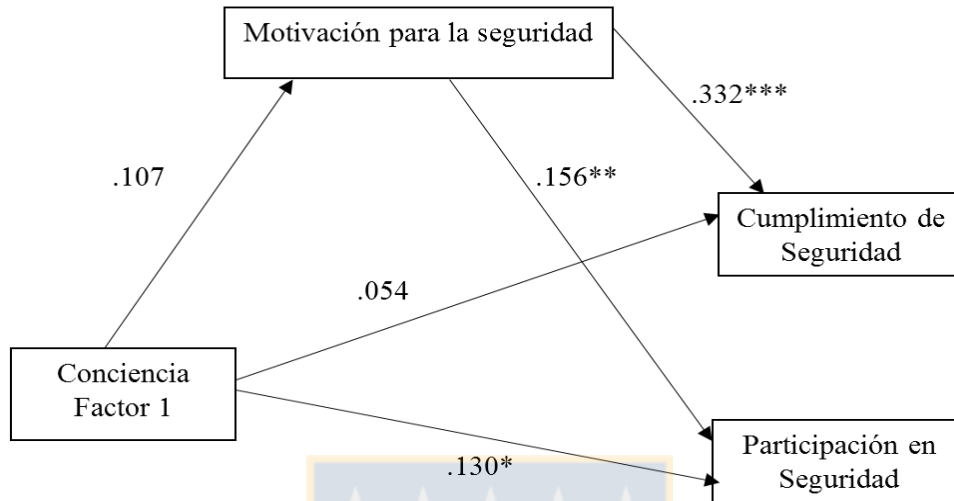 Motivación para la seguridad
.332***
.107
.156**
Cumplimiento de
Seguridad
.054
Conciencia
Factor 1
.130*
Participación en
Seguridad